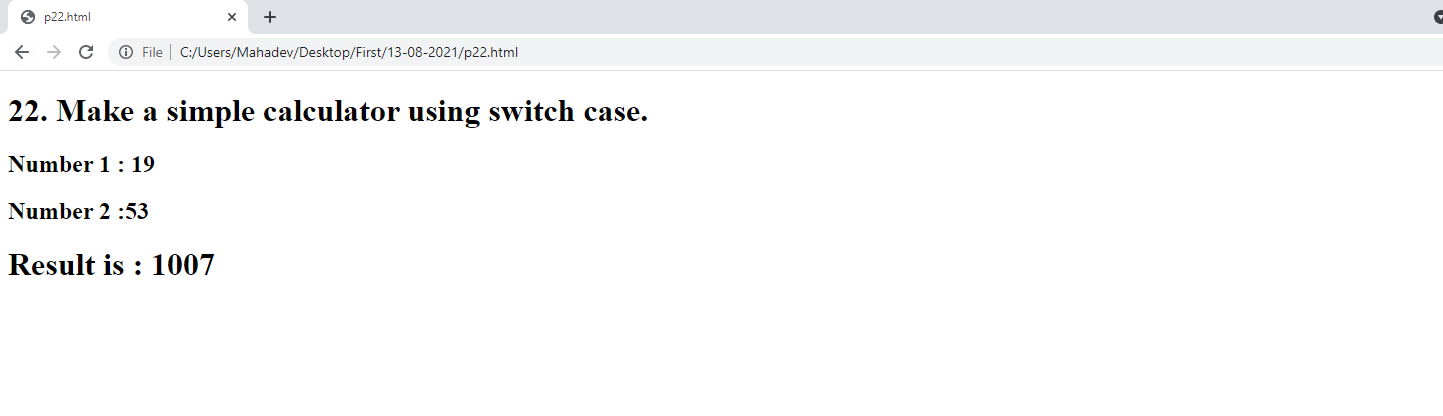 p22.html
File | C:/Users/Mahadev/Desktop/First/13-08-2021/p22.html
22. Make a simple calculator using switch case.
Number 1 : 19
Number 2 :53
Result is : 1007